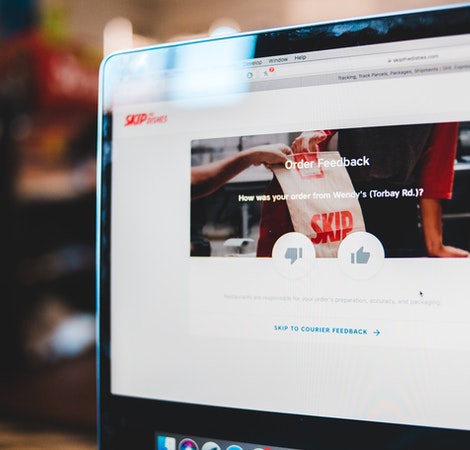 Window Help
skipthedishes.com
Tracking, Track Parcels, Packages, Shipments
SKIP THE DISHES
Order Feedback
How was your order from Wendy's (Torbay Rd.)?
SKIP
Restaurants are responsible for your order's preparation, accuracy, and packaging.
SKIP TO COURIER FEEDBACK